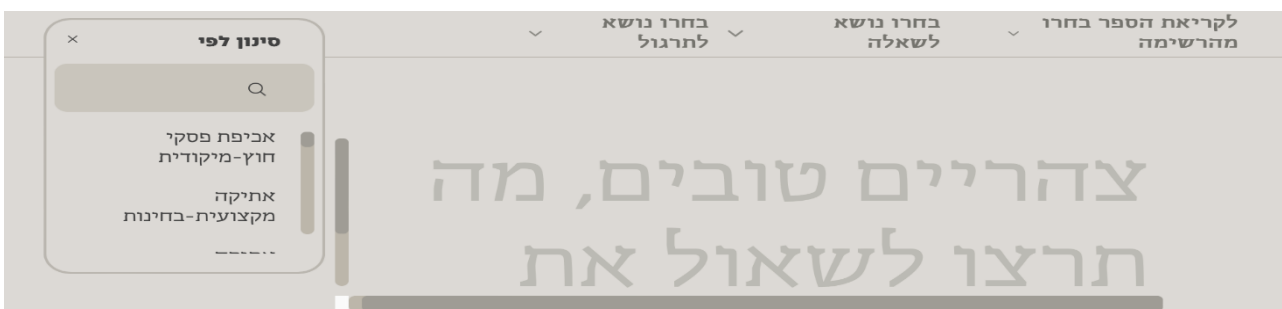 לקריאת הספר בחרו
מהרשימה
בחרו נושא
לשאלה
בחרו נושא
לתרגול
סינון לפי
אכיפת פסקי
חוץ-מיקודית
אתיקה
מקצועית-בחינות
צהריים טובים, מה
תרצו לשאול את